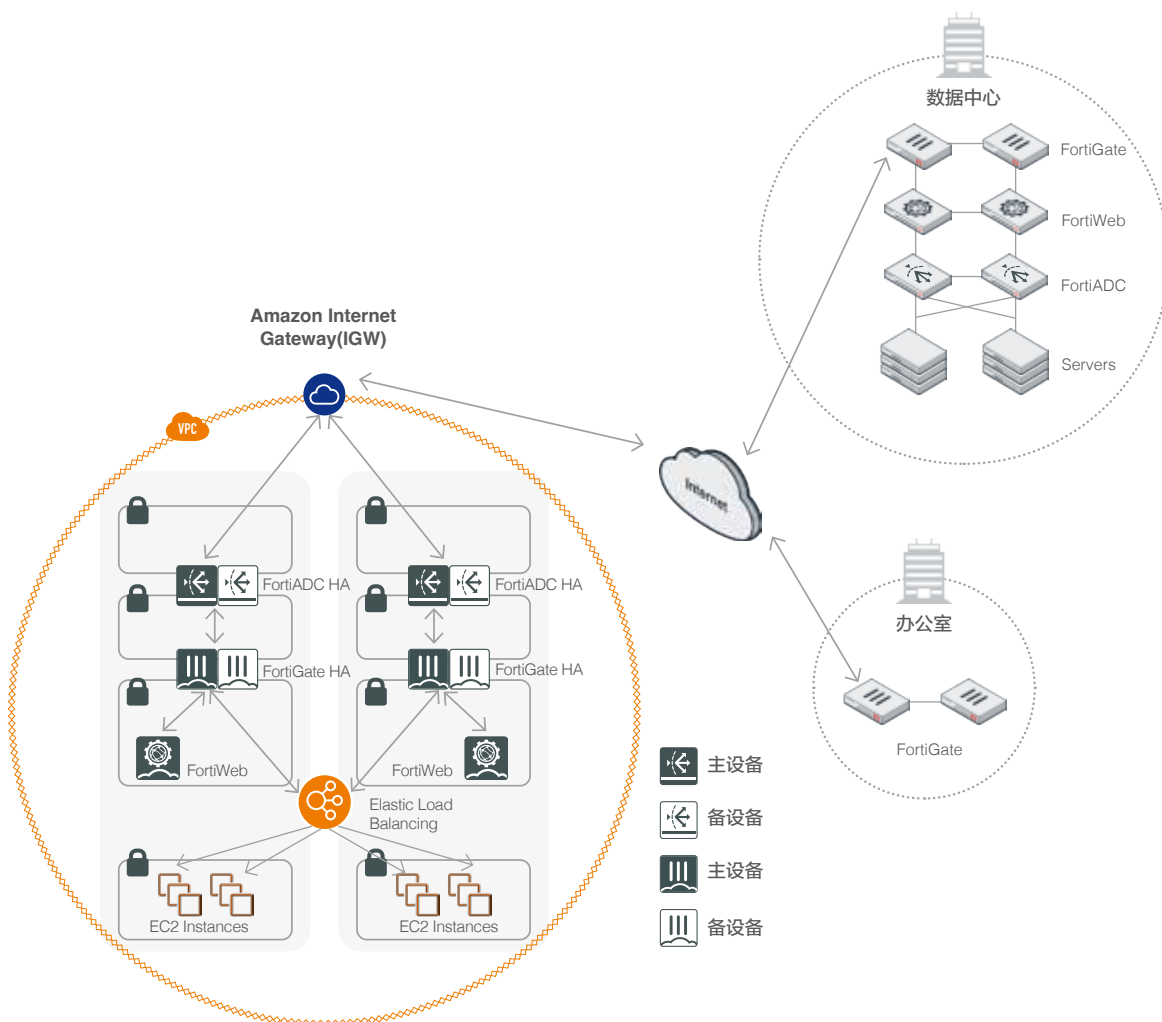 数据中心
FortiGate
FortiWeb
FortiADC
Servers
Amazon Internet
Gateway(IGW)
VPC
Internet
FortiADC HA
FortiADC HA
FortiGate HA
FortiGate HA
FortiWeb
FortiWeb
Elastic Load
Balancing
EC2 Instances
EC2 Instances
办公室
FortiGate
主设备
备设备
主设备
备设备